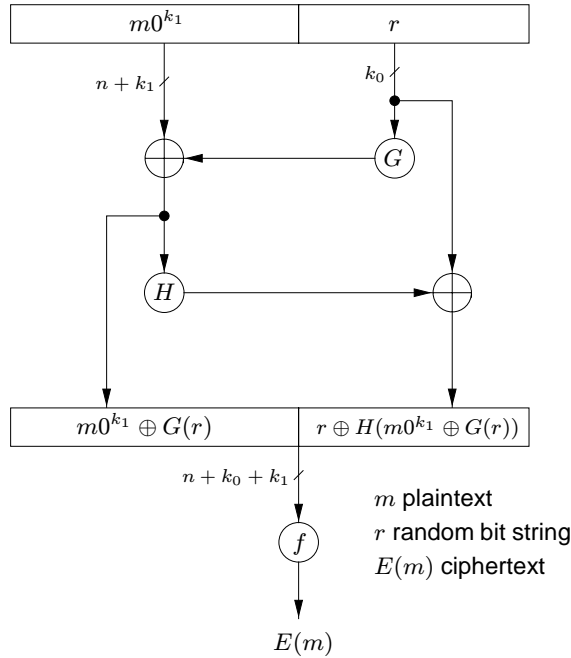 m0^{k_1} r
n + k_1 k_0
G
H
m0^{k_1} ⊕ G(r) r ⊕ H(m0^{k_1} ⊕ G(r))
n + k_0 + k_1
m plaintext
r random bit string
f
E(m) ciphertext
E(m)